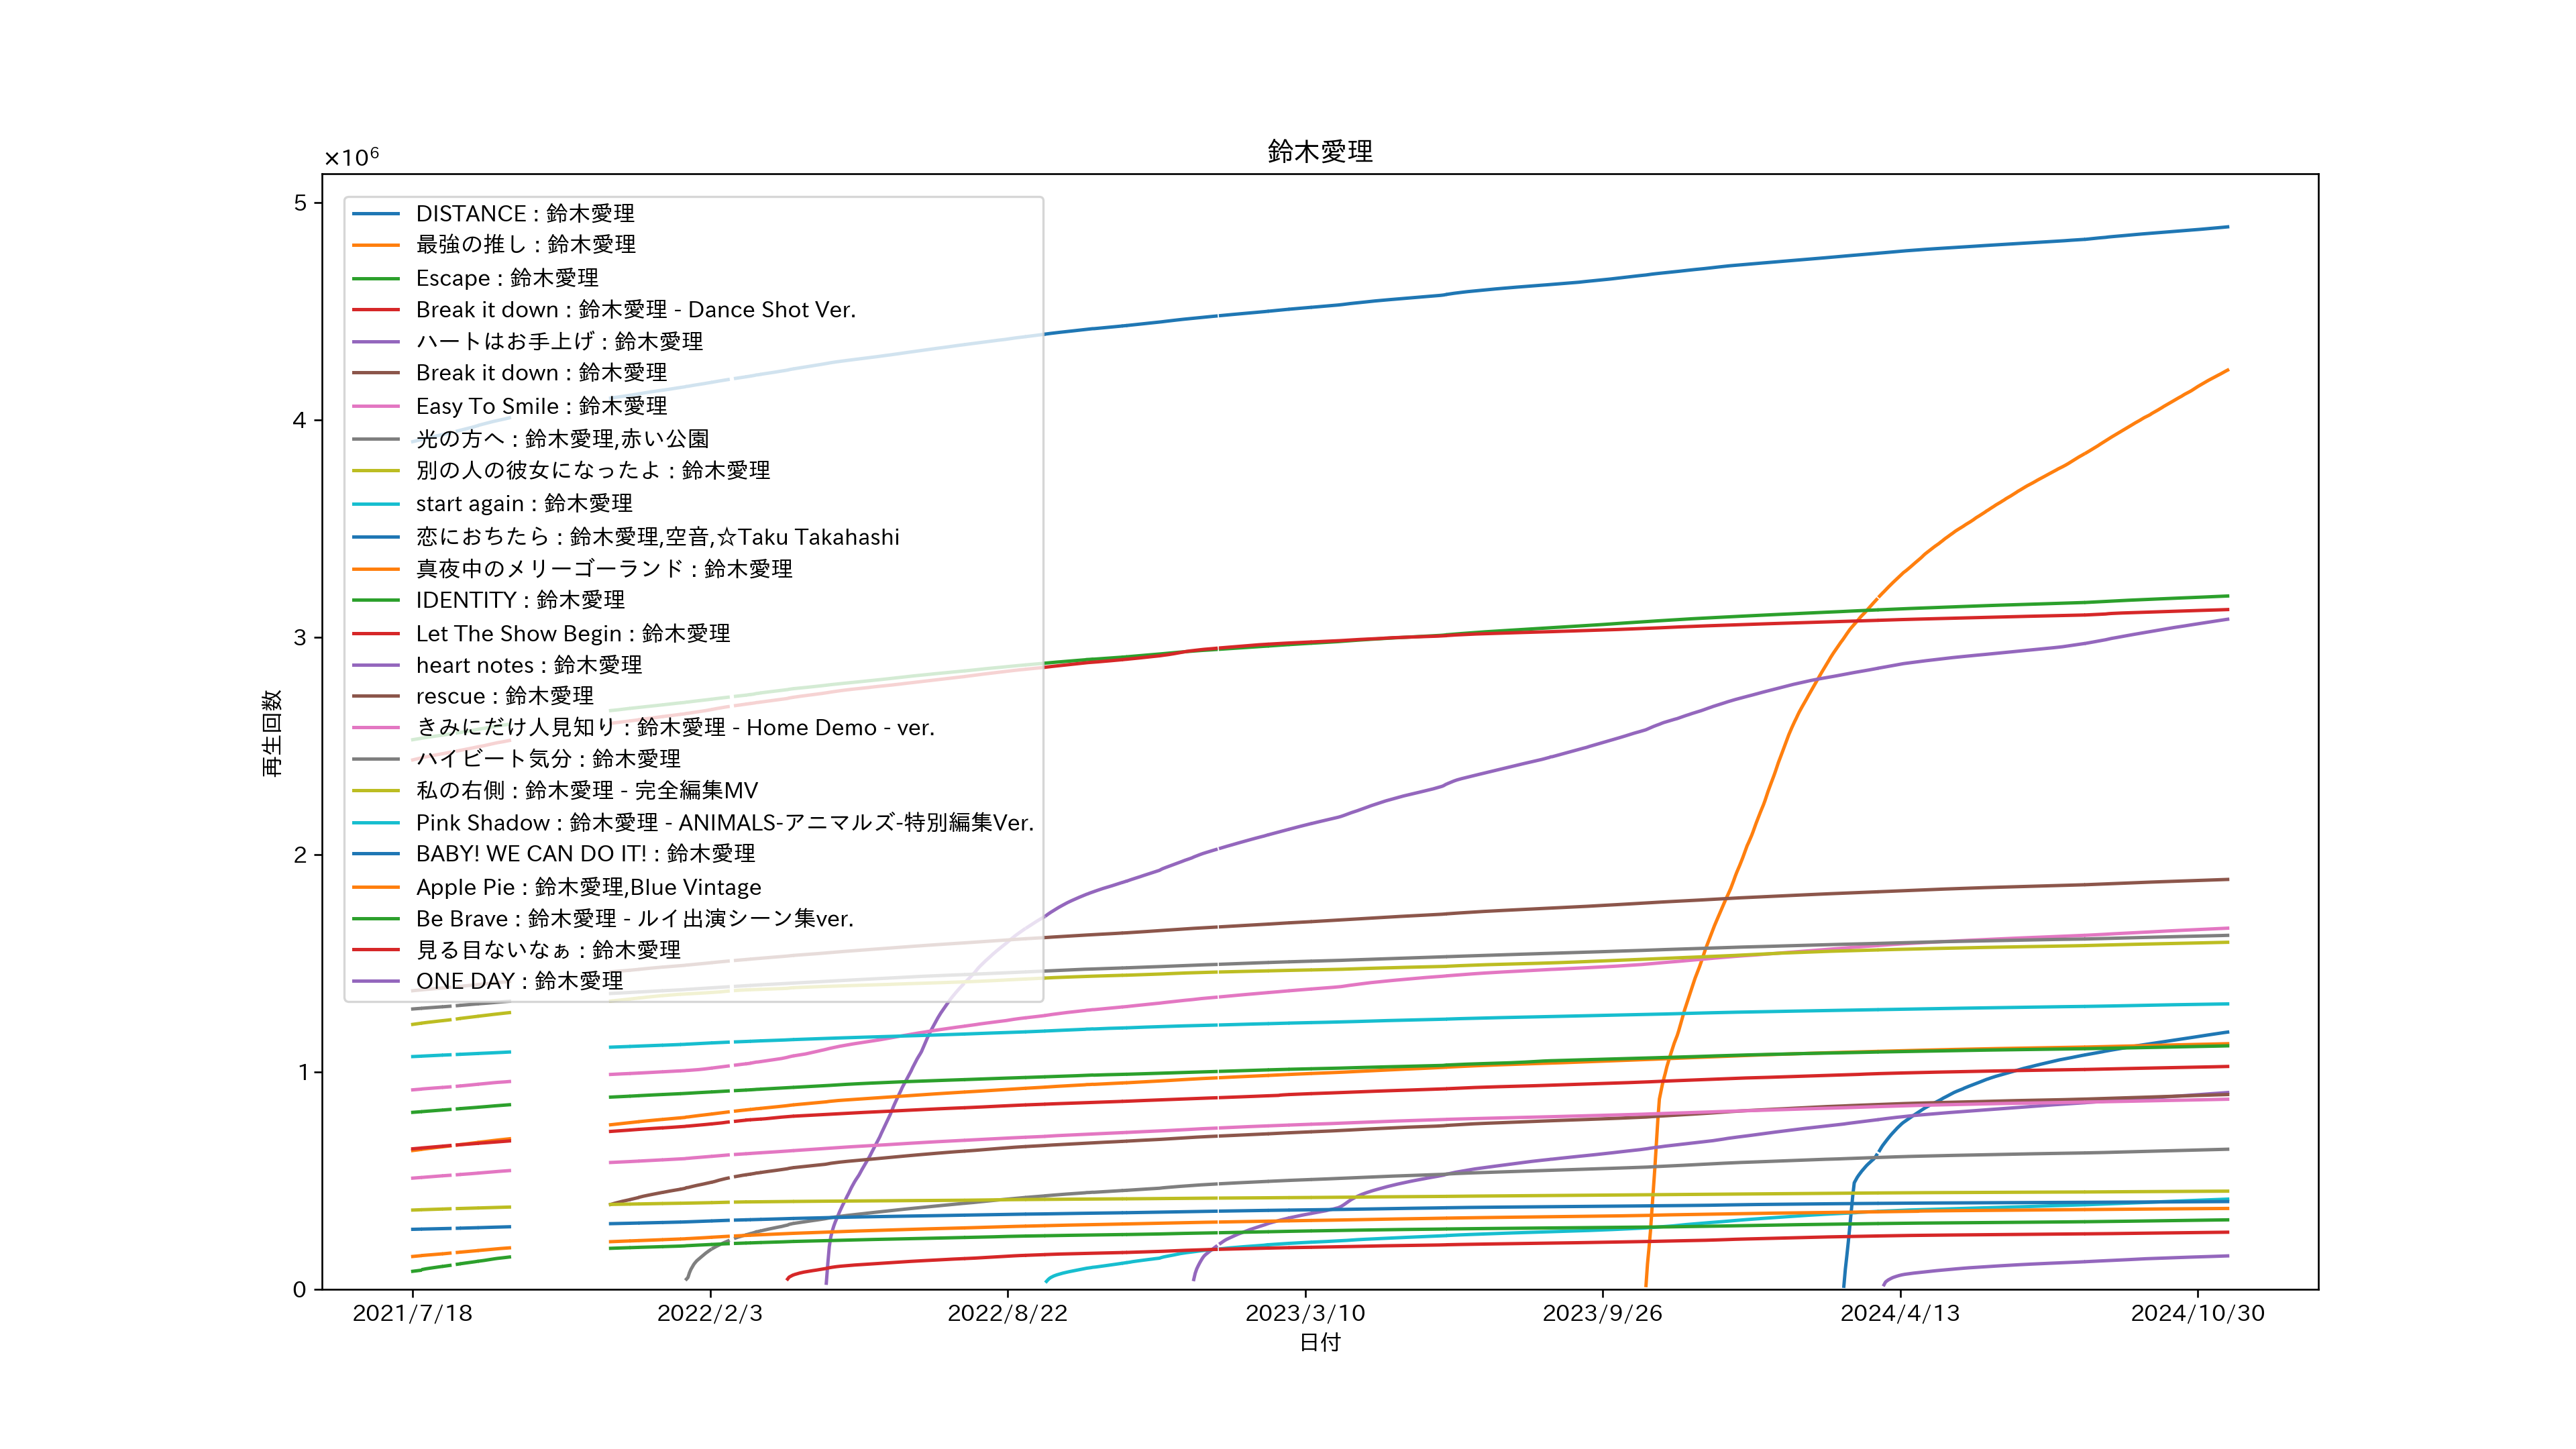 鈴木愛理
×10⁶
5
4
3
2
1
0
再生回数
DISTANCE : 鈴木愛理
最強の推し : 鈴木愛理
Escape : 鈴木愛理
Break it down : 鈴木愛理 - Dance Shot Ver.
ハートはお手上げ : 鈴木愛理
Break it down : 鈴木愛理
Easy To Smile : 鈴木愛理
光の方へ : 鈴木愛理,赤い公園
別の人の彼女になったよ : 鈴木愛理
start again : 鈴木愛理
恋におちたら : 鈴木愛理,空音,☆Taku Takahashi
真夜中のメリーゴーランド : 鈴木愛理
IDENTITY : 鈴木愛理
Let The Show Begin : 鈴木愛理
heart notes : 鈴木愛理
rescue : 鈴木愛理
きみにだけ人見知り : 鈴木愛理 - Home Demo - ver.
ハイビート気分 : 鈴木愛理
私の右側 : 鈴木愛理 - 完全編集MV
Pink Shadow : 鈴木愛理 - ANIMALS-アニマルズ-特別編集Ver.
BABY! WE CAN DO IT! : 鈴木愛理
Apple Pie : 鈴木愛理,Blue Vintage
Be Brave : 鈴木愛理 - ルイ出演シーン集ver.
見る目ないなぁ : 鈴木愛理
ONE DAY : 鈴木愛理
2021/7/18 2022/2/3 2022/8/22 2023/3/10 2023/9/26 2024/4/13 2024/10/30
日付